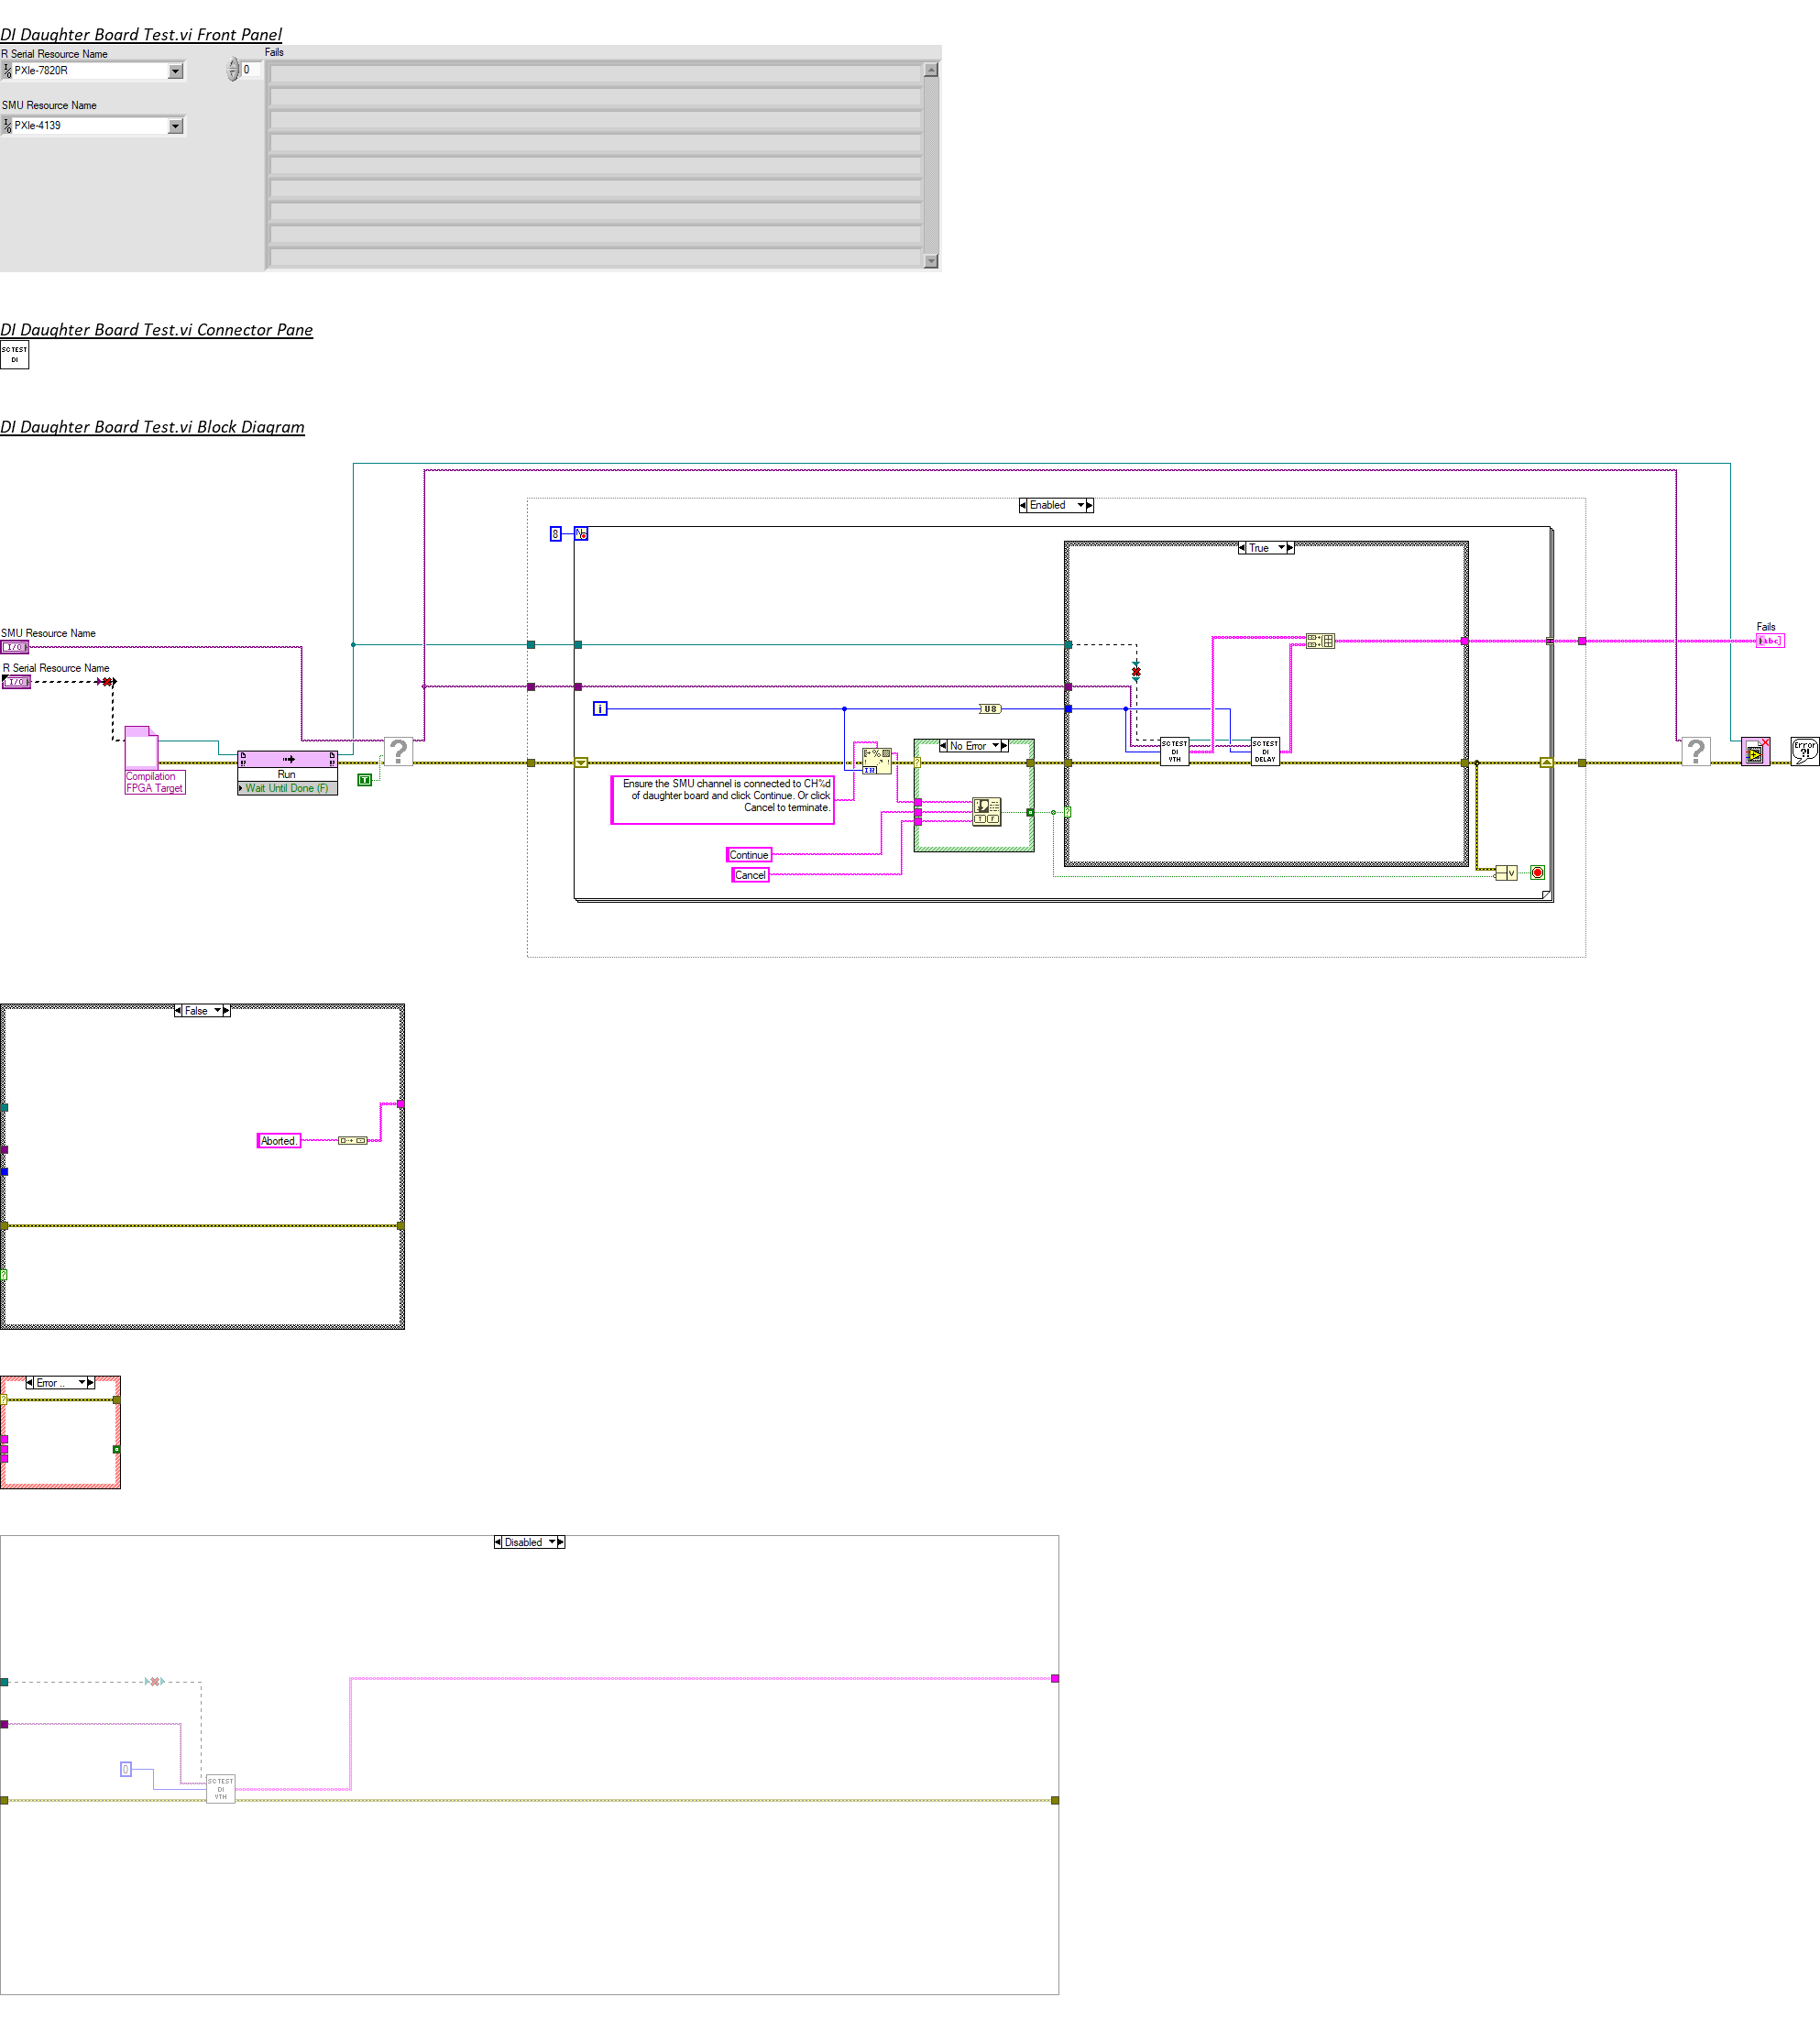 DI Daughter Board Test.vi Front Panel
R Serial Resource Name
PXIe-7820R
SMU Resource Name
PXIe-4139
0
Fails
DI Daughter Board Test.vi Connector Pane
SC TEST
DI
DI Daughter Board Test.vi Block Diagram
Enabled
8
N
True
SMU Resource Name
I/O
R Serial Resource Name
I/O
Compilation
FPGA Target
Run
Wait Until Done (F)
?
T
i
U8
Ensure the SMU channel is connected to CH%d
of daughter board and click Continue. Or click
Cancel to terminate.
Continue
Cancel
No Error
SC TEST
DI
VTH
SC TEST
DI
DELAY
Fails
abc
?
Error
?!
False
Aborted.
Error ..
Disabled
0
SC TEST
DI
VTH